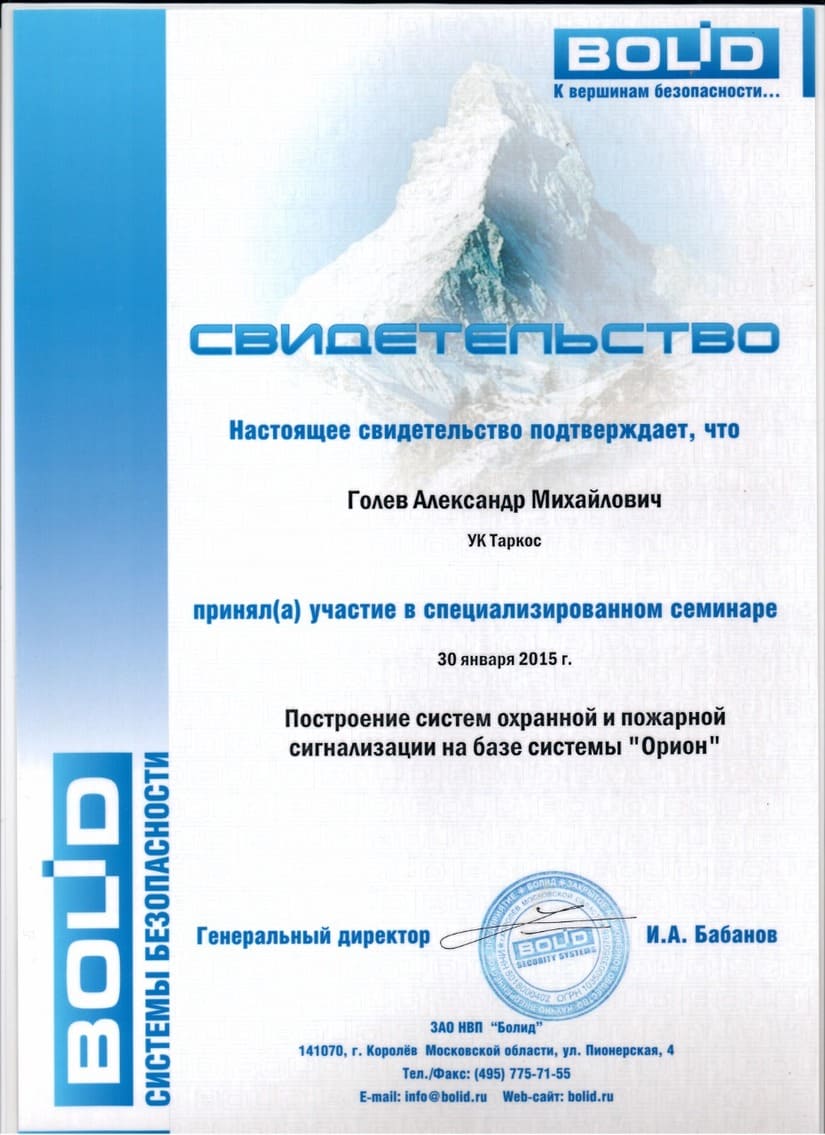 BOLID
К вершинам безопасности...
СВИДЕТЕЛЬСТВО
Настоящее свидетельство подтверждает, что
Голев Александр Михайлович
УК Таркос
принял(а) участие в специализированном семинаре
30 января 2015 г.
Построение систем охранной и пожарной
сигнализации на базе системы "Орион"
Генеральный директор
BOLID
SECURITY SYSTEMS
И.А. Бабанов
ЗАО НВП "Болид"
141070, г. Королёв Московской области, ул. Пионерская, 4
Тел./Факс: (495) 775-71-55
E-mail: info@bolid.ru Web-сайт: bolid.ru
BOLID
СИСТЕМЫ БЕЗОПАСНОСТИ